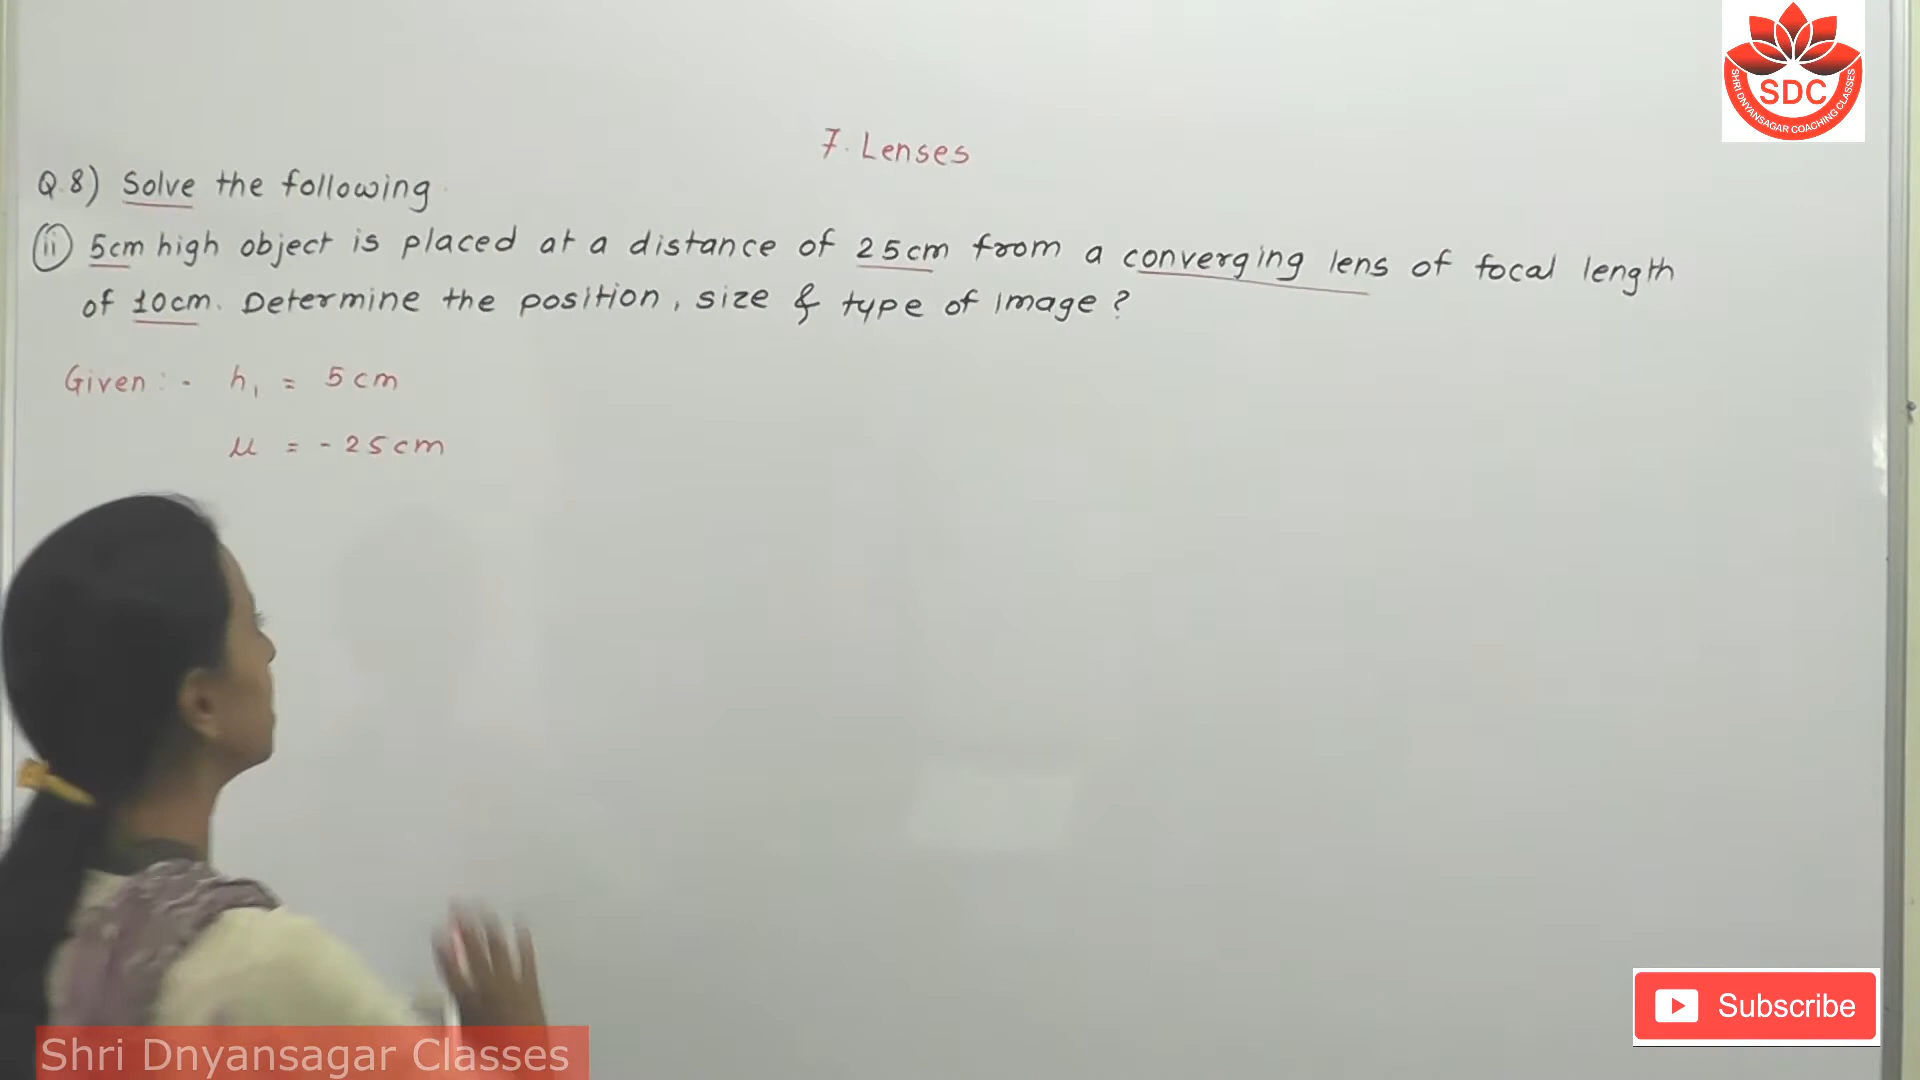 SDC
SHRI DNYANSAGAR COACHING CLASSES
7. Lenses
Q.8) Solve the following
(ii) 5cm high object is placed at a distance of 25cm from a converging lens of focal length
of 10cm. Determine the position, size & type of image?
Given :- h₁ = 5cm
u = -25cm
Subscribe
Shri Dnyansagar Classes